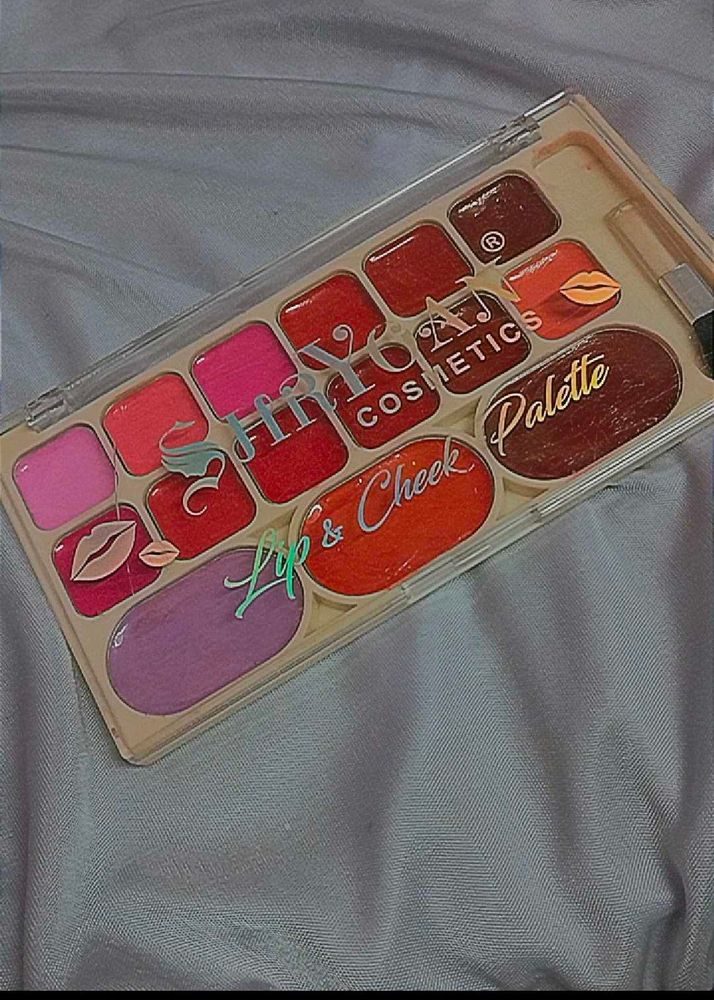 SHRYOAN®
COSMETICS
Lip & Cheek Palette